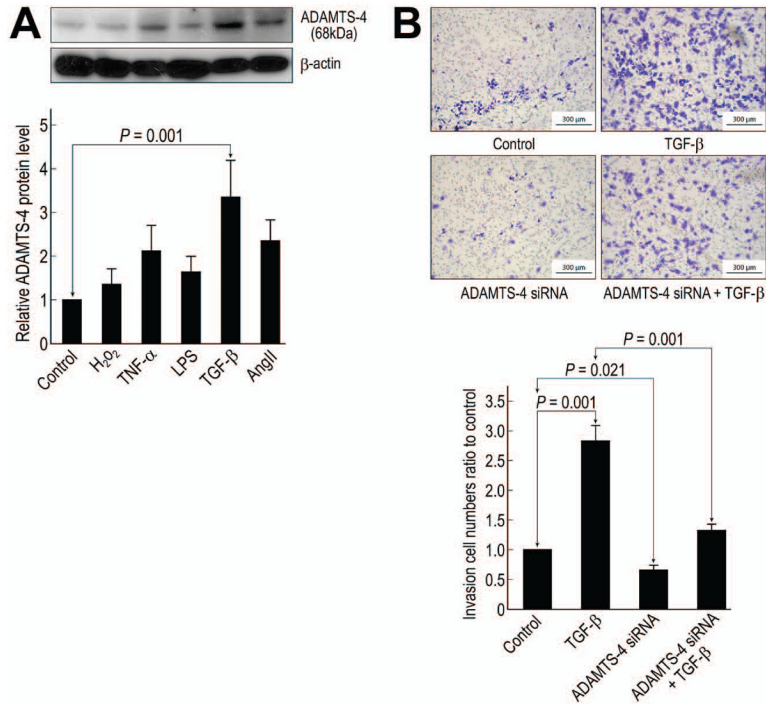 A
ADAMTS-4
(68kDa)
β-actin
Relative ADAMTS-4 protein level
5
4
3
2
1
0
P = 0.001
Control
H₂O₂
TNF-α
LPS
TGF-β
AngII
B
300 µm
300 µm
Control
TGF-β
300 µm
300 µm
ADAMTS-4 siRNA
ADAMTS-4 siRNA + TGF-β
Invasion cell numbers ratio to control
3.5
3.0
2.5
2.0
1.5
1.0
0.5
0
P = 0.001
P = 0.021
P = 0.001
Control
TGF-β
ADAMTS-4 siRNA
ADAMTS-4 siRNA
+ TGF-β